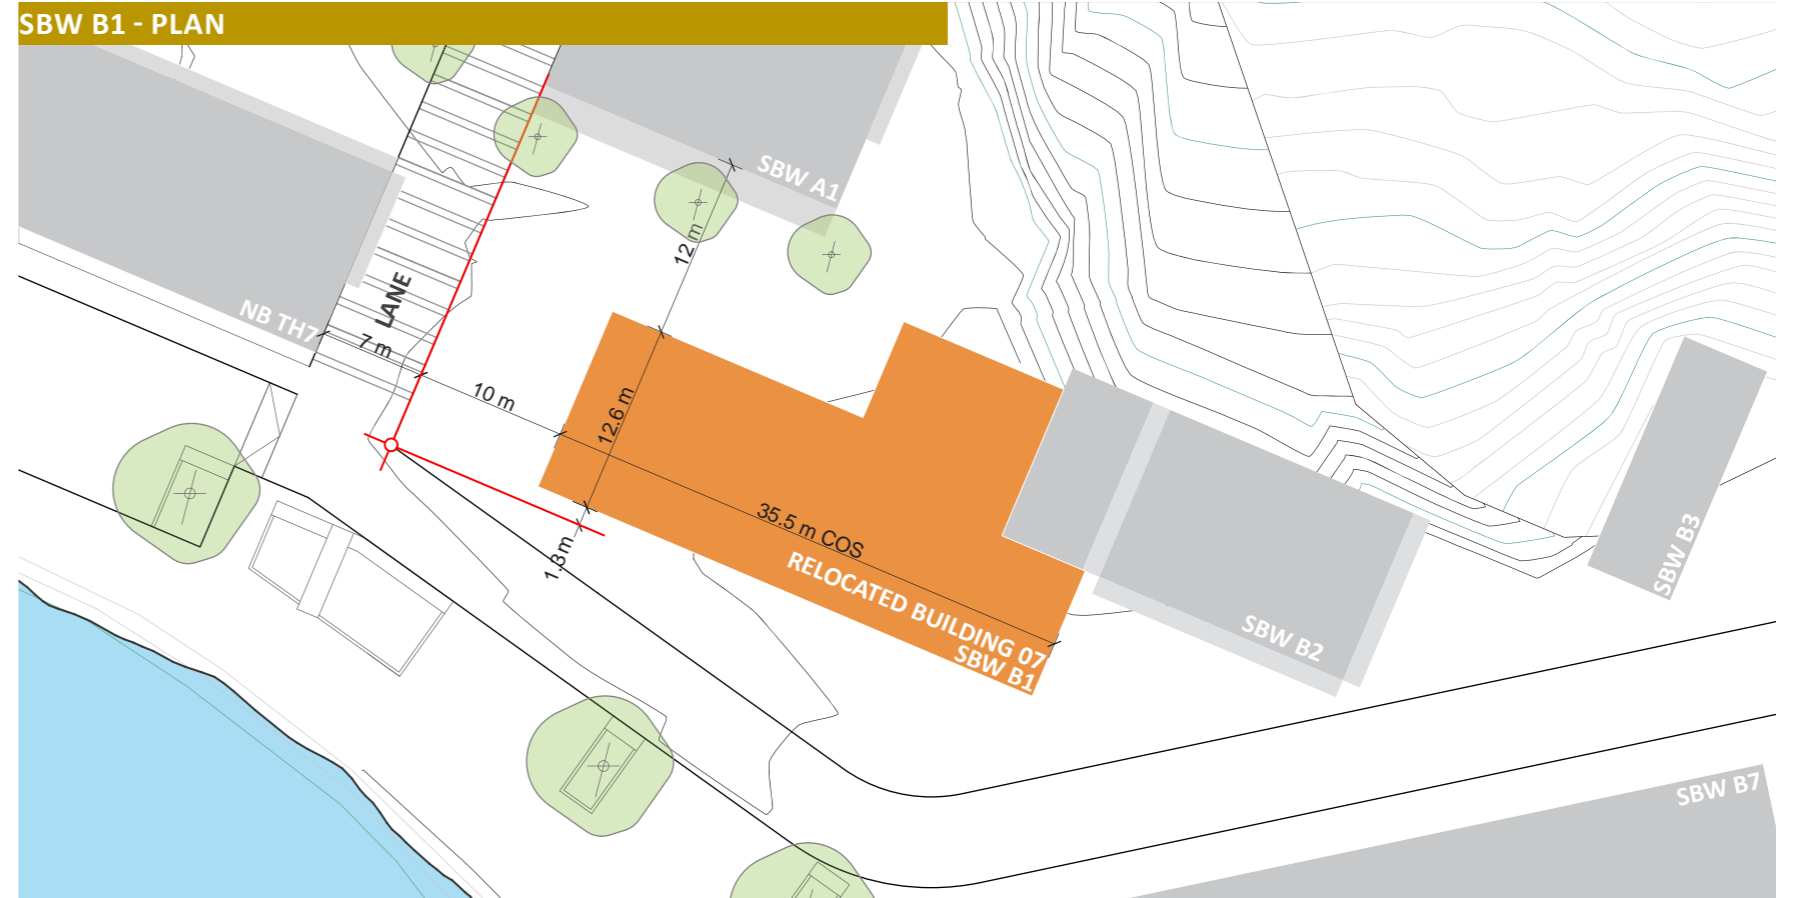 SBW B1 - PLAN
SBW A1
12 m
LANE
NB TH7
7 m
10 m
12.6 m
35.5 m COS
1.3m
RELOCATED BUILDING 07
SBW B1
SBW B2
SBW B3
SBW B7